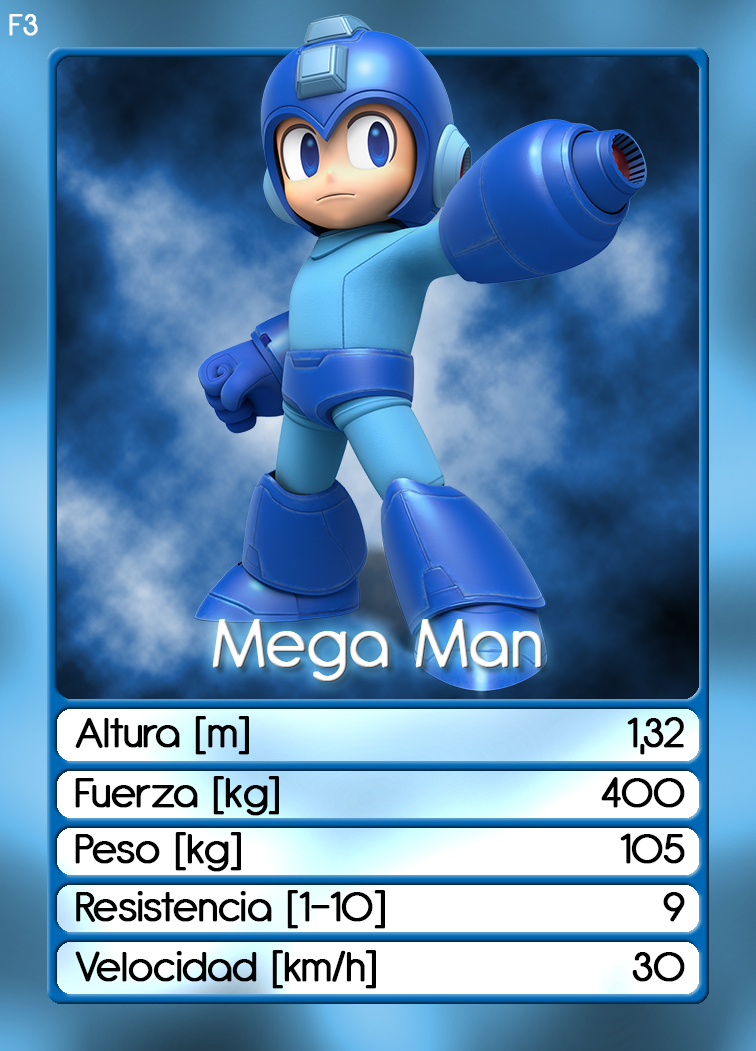 F3
Mega Man
Altura [m] 1,32
Fuerza [kg] 400
Peso [kg] 105
Resistencia [1-10] 9
Velocidad [km/h] 30